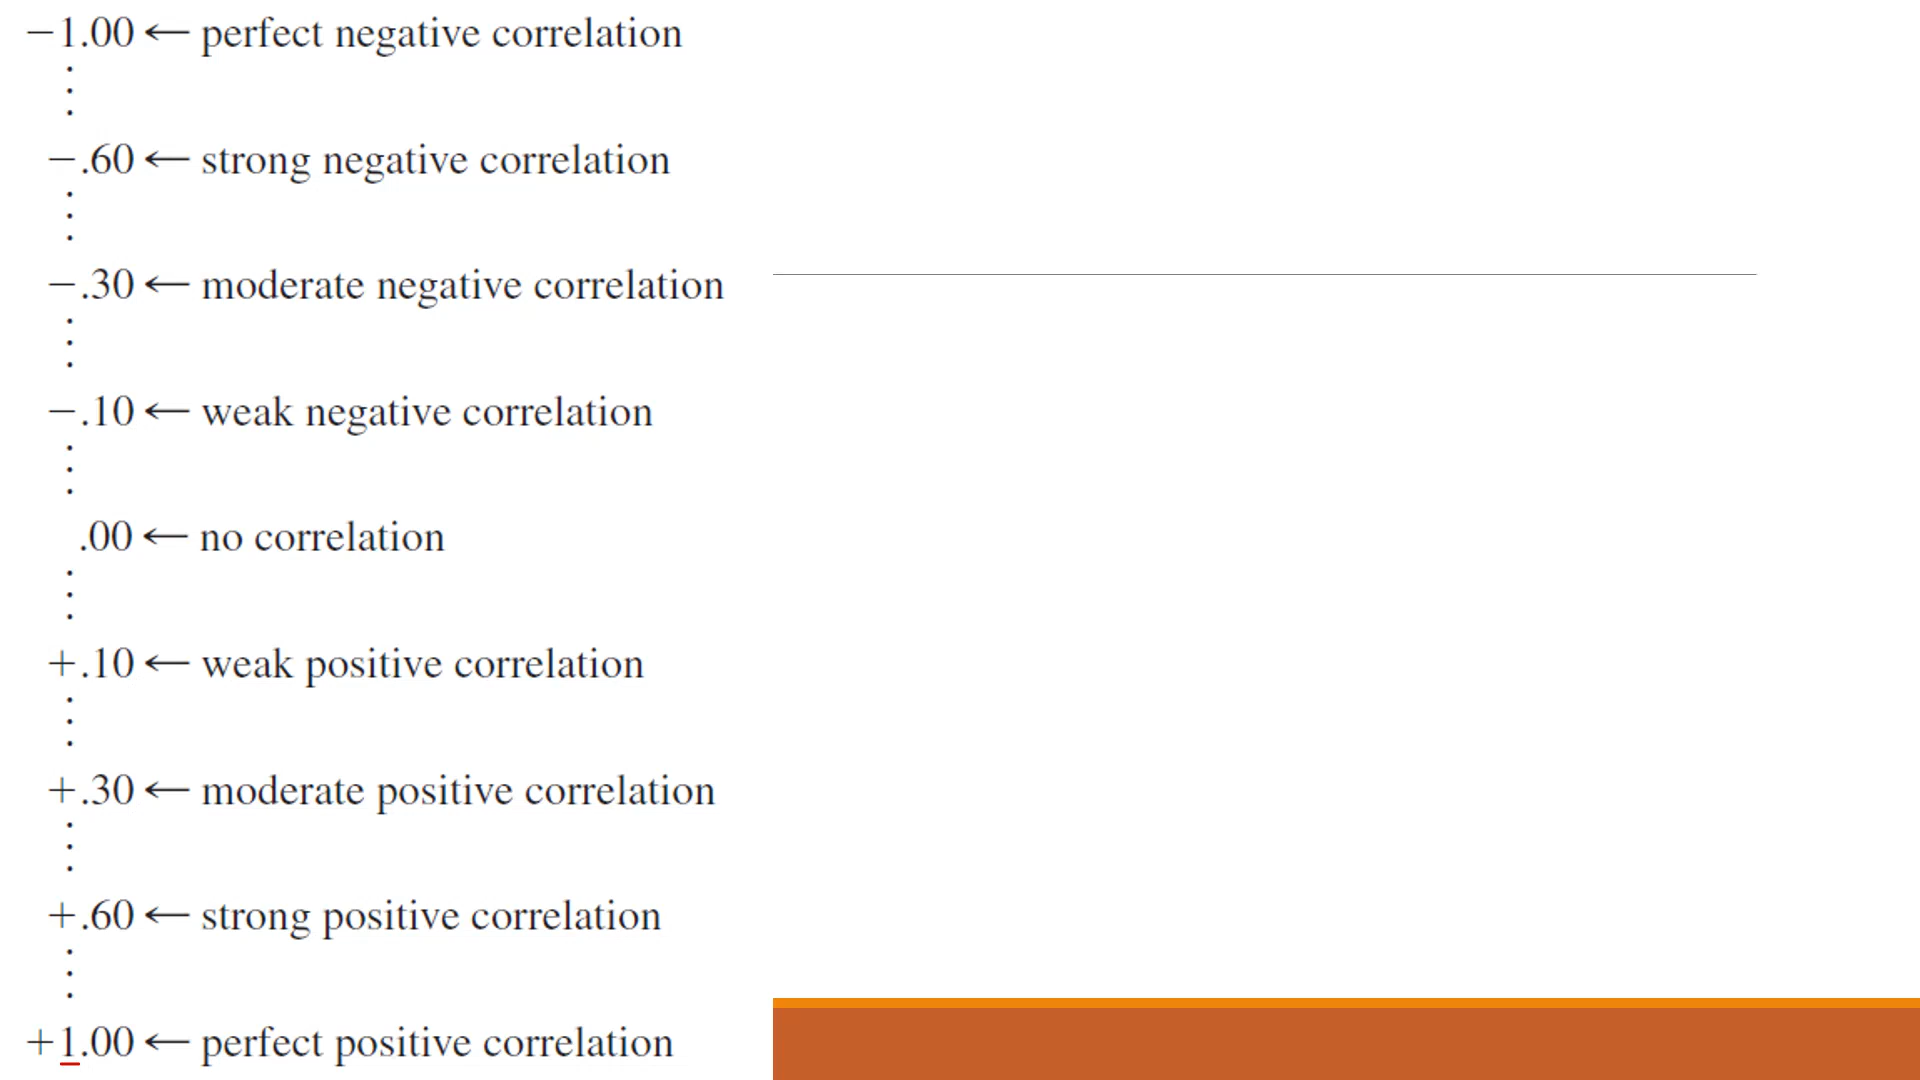 −1.00 ← perfect negative correlation
−.60 ← strong negative correlation
−.30 ← moderate negative correlation
−.10 ← weak negative correlation
.00 ← no correlation
+.10 ← weak positive correlation
+.30 ← moderate positive correlation
+.60 ← strong positive correlation
+1.00 ← perfect positive correlation